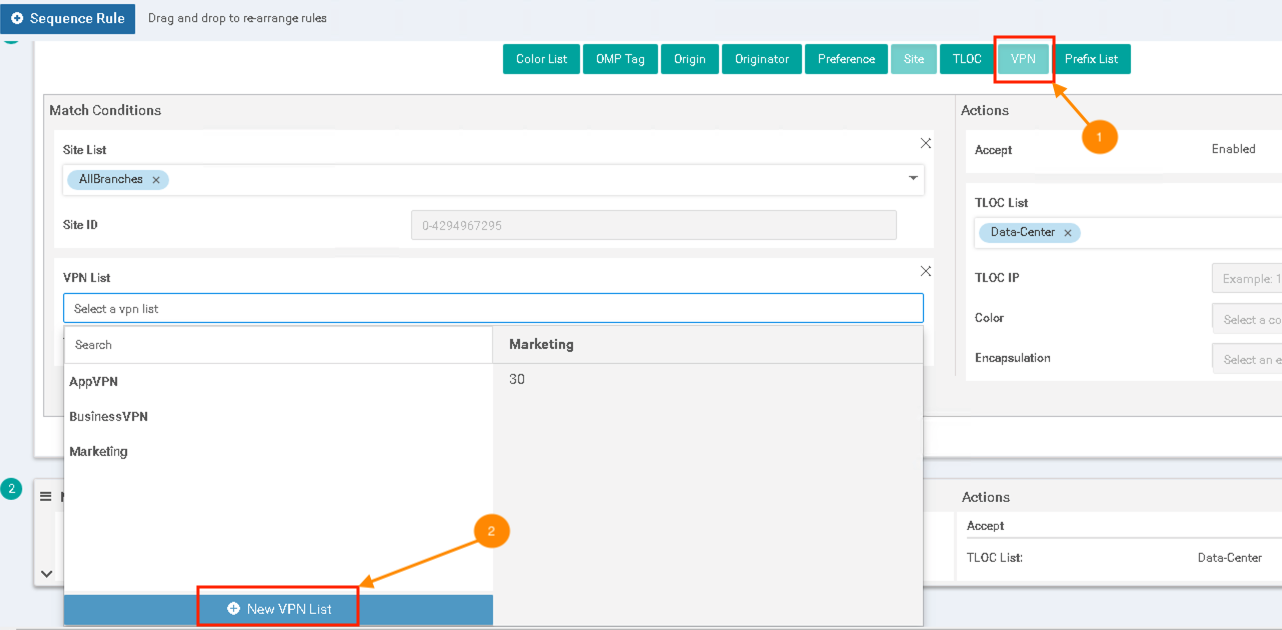 Sequence Rule Drag and drop to re-arrange rules
Color List OMP Tag Origin Originator Preference Site TLOC VPN Prefix List
Match Conditions
Actions
1
Site List
Accept Enabled
AllBranches
TLOC List
Site ID 0-4294967295
Data-Center
VPN List
TLOC IP Example: 1
Select a vpn list
Color Select a co
Search
Marketing
Encapsulation Select an e
AppVPN
30
BusinessVPN
Marketing
2
Actions
Accept
2
TLOC List: Data-Center
New VPN List